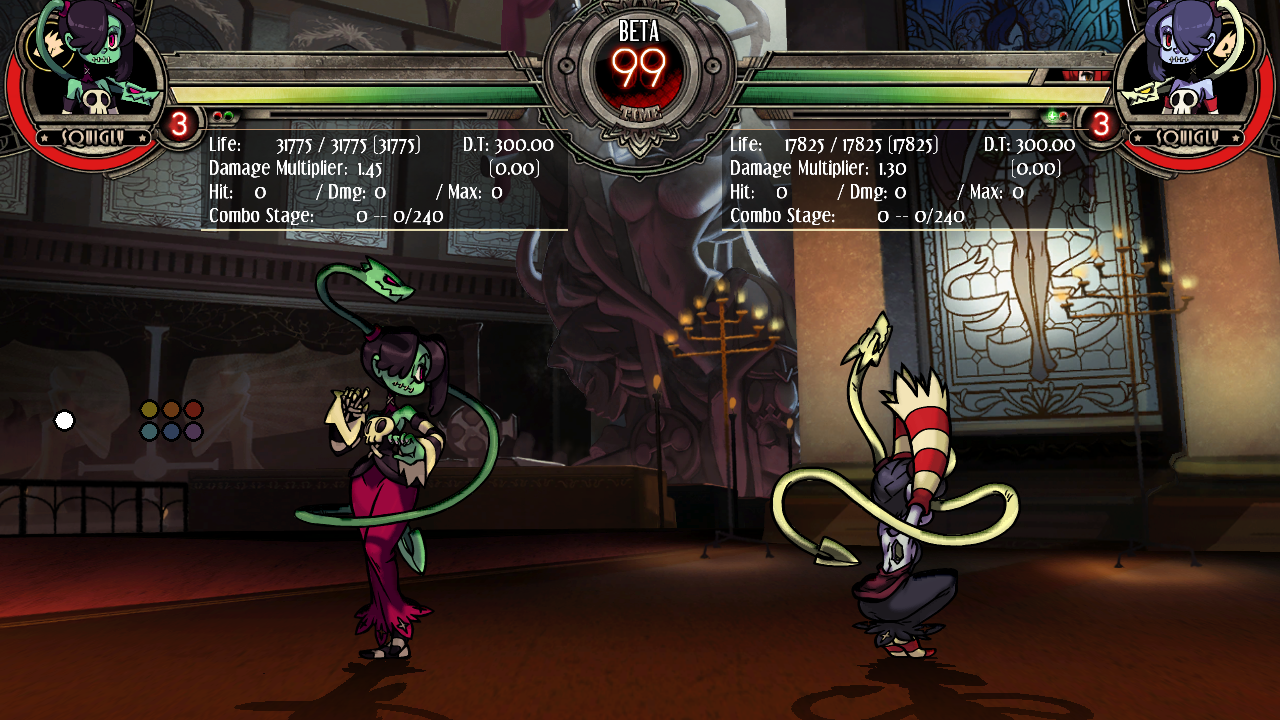 BETA
99
TIME
SQUIGLY
3
3
SQUIGLY
Life: 31775 / 31775 (31775) D.T: 300.00
Damage Multiplier: 1.45 (0.00)
Hit: 0 / Dmg: 0 / Max: 0
Combo Stage: 0 -- 0/240
Life: 17825 / 17825 (17825) D.T: 300.00
Damage Multiplier: 1.30 (0.00)
Hit: 0 / Dmg: 0 / Max: 0
Combo Stage: 0 -- 0/240